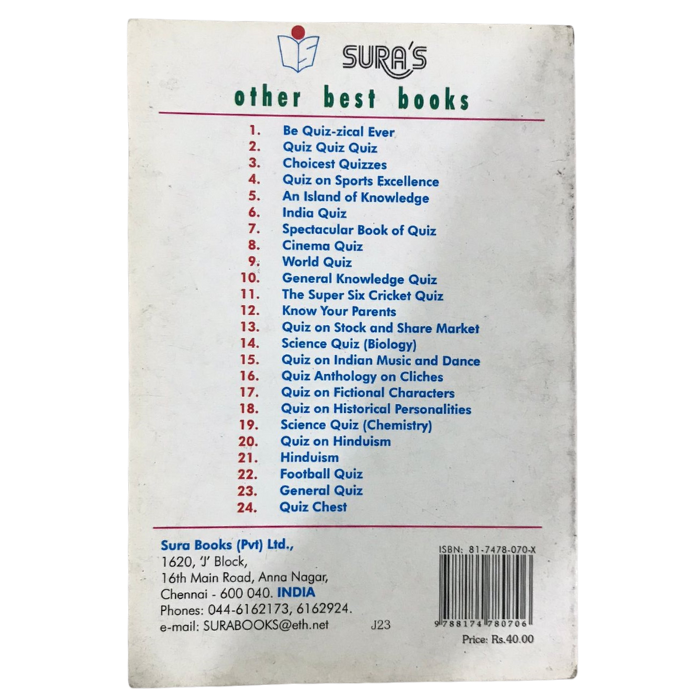 SURA'S
other best books
1. Be Quiz-zical Ever
2. Quiz Quiz Quiz
3. Choicest Quizzes
4. Quiz on Sports Excellence
5. An Island of Knowledge
6. India Quiz
7. Spectacular Book of Quiz
8. Cinema Quiz
9. World Quiz
10. General Knowledge Quiz
11. The Super Six Cricket Quiz
12. Know Your Parents
13. Quiz on Stock and Share Market
14. Science Quiz (Biology)
15. Quiz on Indian Music and Dance
16. Quiz Anthology on Cliches
17. Quiz on Fictional Characters
18. Quiz on Historical Personalities
19. Science Quiz (Chemistry)
20. Quiz on Hinduism
21. Hinduism
22. Football Quiz
23. General Quiz
24. Quiz Chest
Sura Books (Pvt) Ltd.,
1620, 'J' Block,
16th Main Road, Anna Nagar,
Chennai - 600 040. INDIA
Phones: 044-6162173, 6162924.
e-mail: SURABOOKS@eth.net
J23
ISBN: 81-7478-070-X
9 788174 780706
Price: Rs.40.00